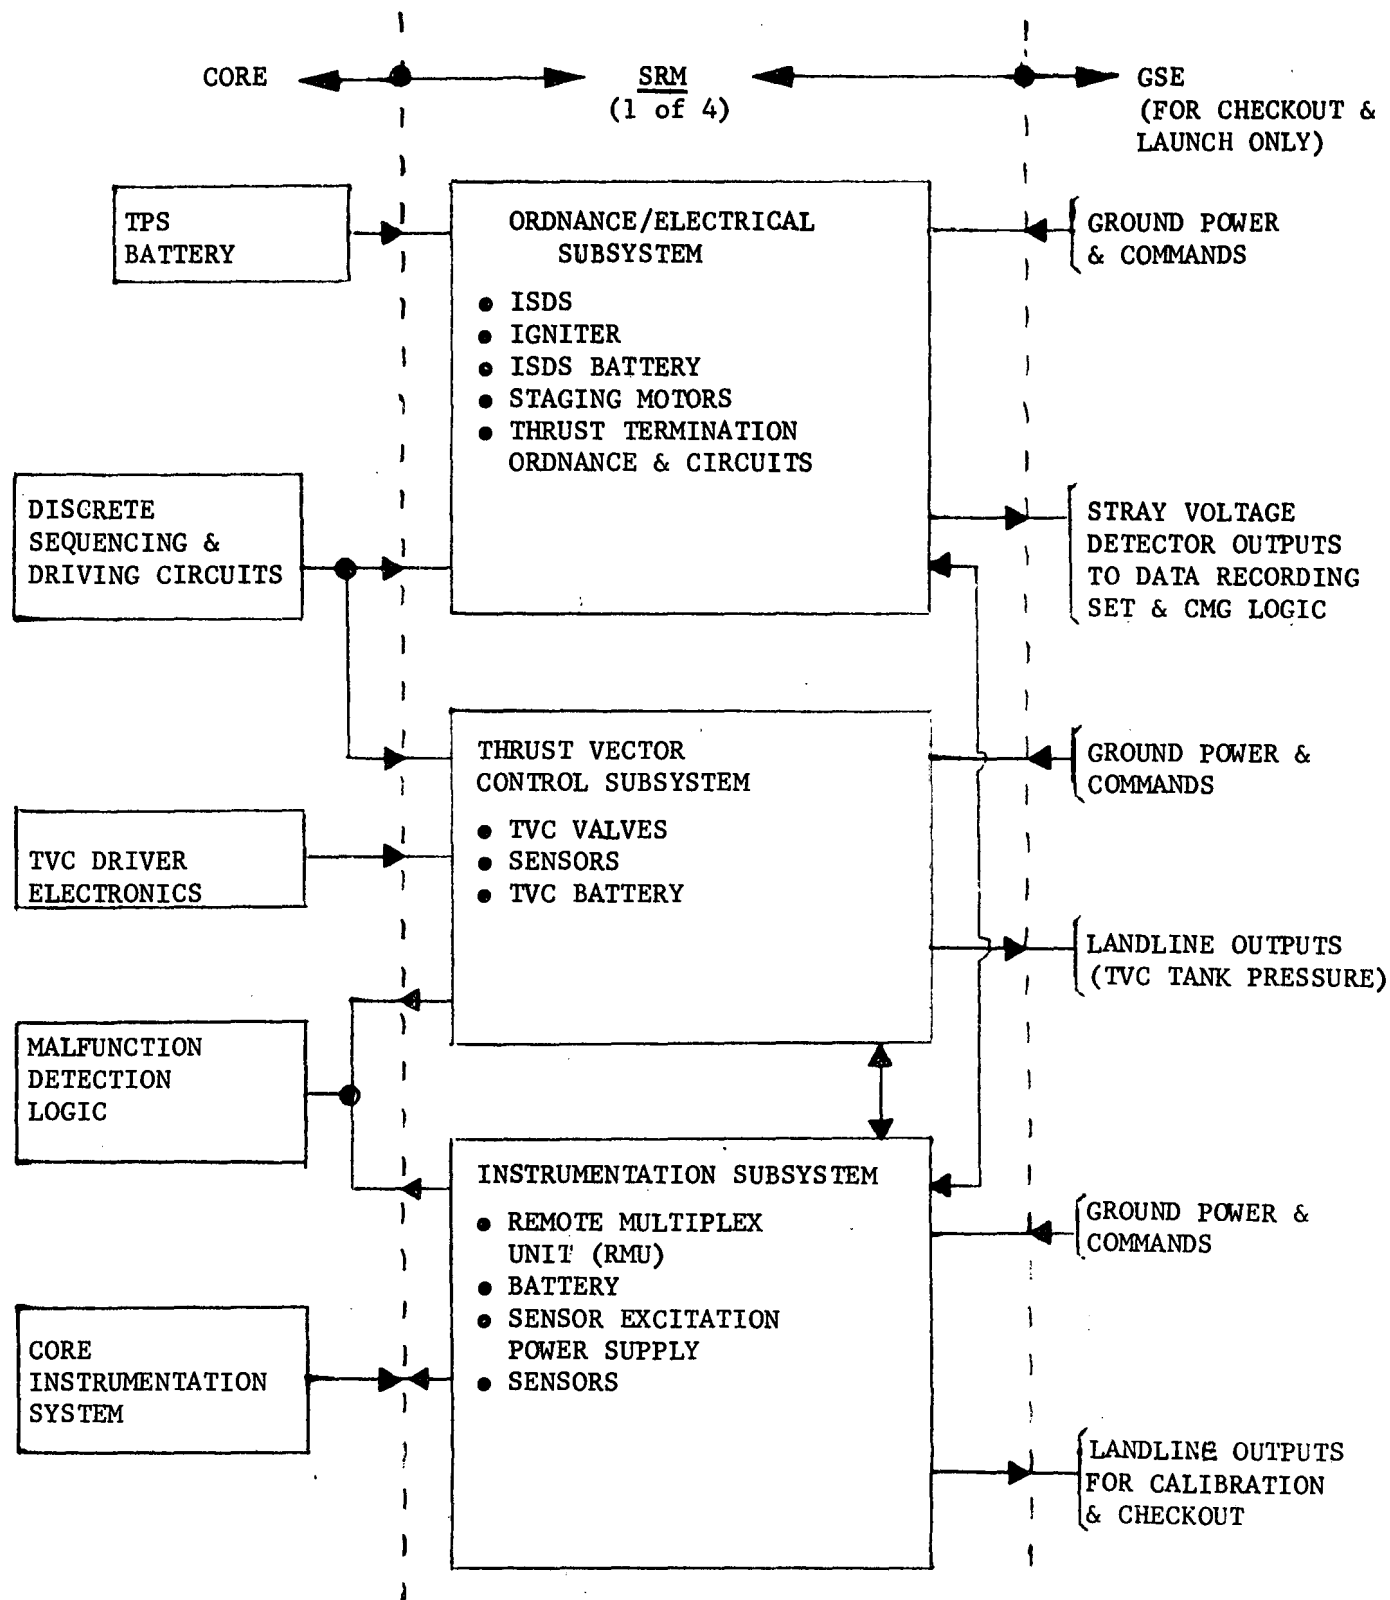 CORE
SRM
(1 of 4)
GSE
(FOR CHECKOUT &
LAUNCH ONLY)
TPS
BATTERY
ORDNANCE/ELECTRICAL
SUBSYSTEM
● ISDS
● IGNITER
● ISDS BATTERY
● STAGING MOTORS
● THRUST TERMINATION
ORDNANCE & CIRCUITS
GROUND POWER
& COMMANDS
DISCRETE
SEQUENCING &
DRIVING CIRCUITS
STRAY VOLTAGE
DETECTOR OUTPUTS
TO DATA RECORDING
SET & CMG LOGIC
THRUST VECTOR
CONTROL SUBSYSTEM
● TVC VALVES
● SENSORS
● TVC BATTERY
GROUND POWER &
COMMANDS
TVC DRIVER
ELECTRONICS
LANDLINE OUTPUTS
(TVC TANK PRESSURE)
MALFUNCTION
DETECTION
LOGIC
INSTRUMENTATION SUBSYSTEM
● REMOTE MULTIPLEX
UNIT (RMU)
● BATTERY
● SENSOR EXCITATION
POWER SUPPLY
● SENSORS
GROUND POWER &
COMMANDS
CORE
INSTRUMENTATION
SYSTEM
LANDLINE OUTPUTS
FOR CALIBRATION
& CHECKOUT